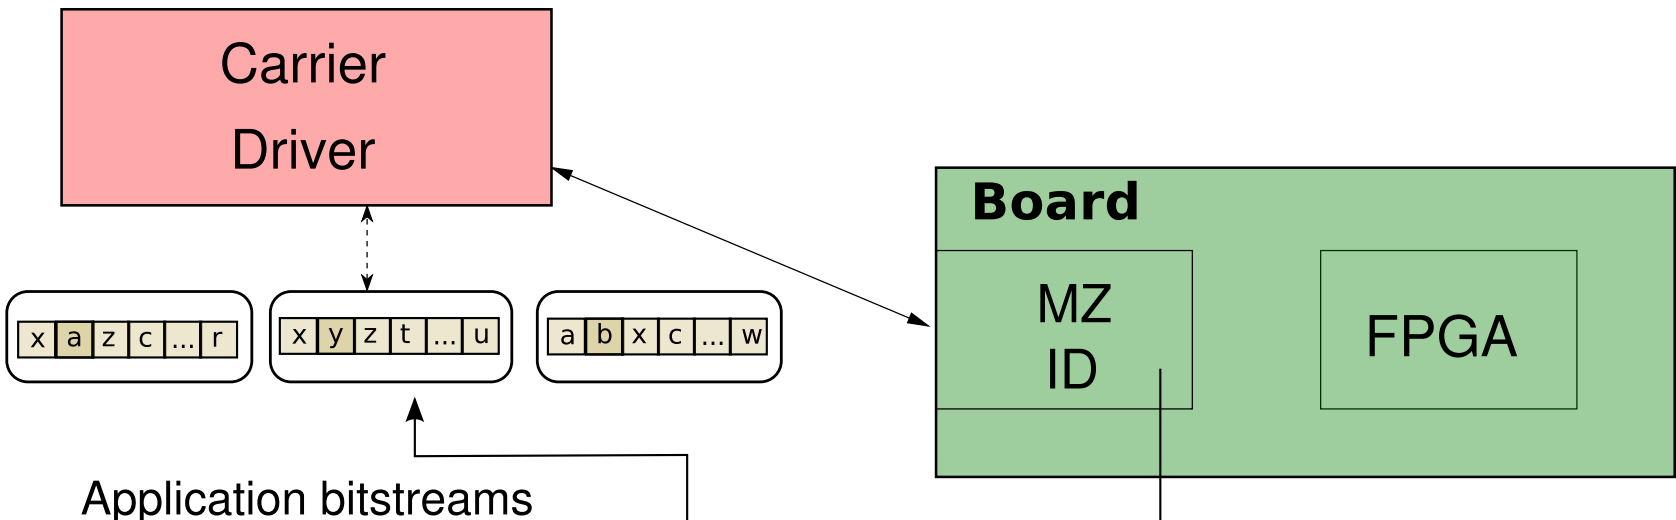 Carrier
Driver
Board
MZ
ID
FPGA
x a z c ... r
x y z t ... u
a b x c ... w
Application bitstreams